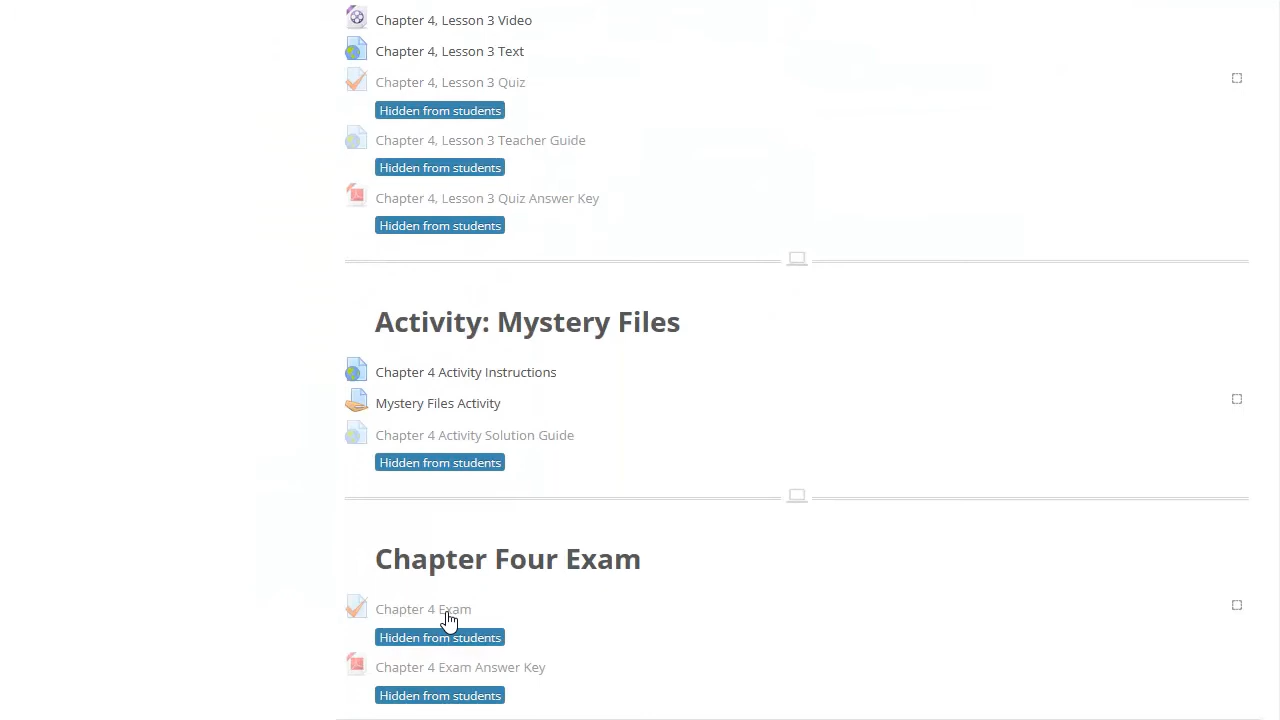 Chapter 4, Lesson 3 Video
Chapter 4, Lesson 3 Text
Chapter 4, Lesson 3 Quiz
Hidden from students
Chapter 4, Lesson 3 Teacher Guide
Hidden from students
Chapter 4, Lesson 3 Quiz Answer Key
Hidden from students
Activity: Mystery Files
Chapter 4 Activity Instructions
Mystery Files Activity
Chapter 4 Activity Solution Guide
Hidden from students
Chapter Four Exam
Chapter 4 Exam
Hidden from students
Chapter 4 Exam Answer Key
Hidden from students